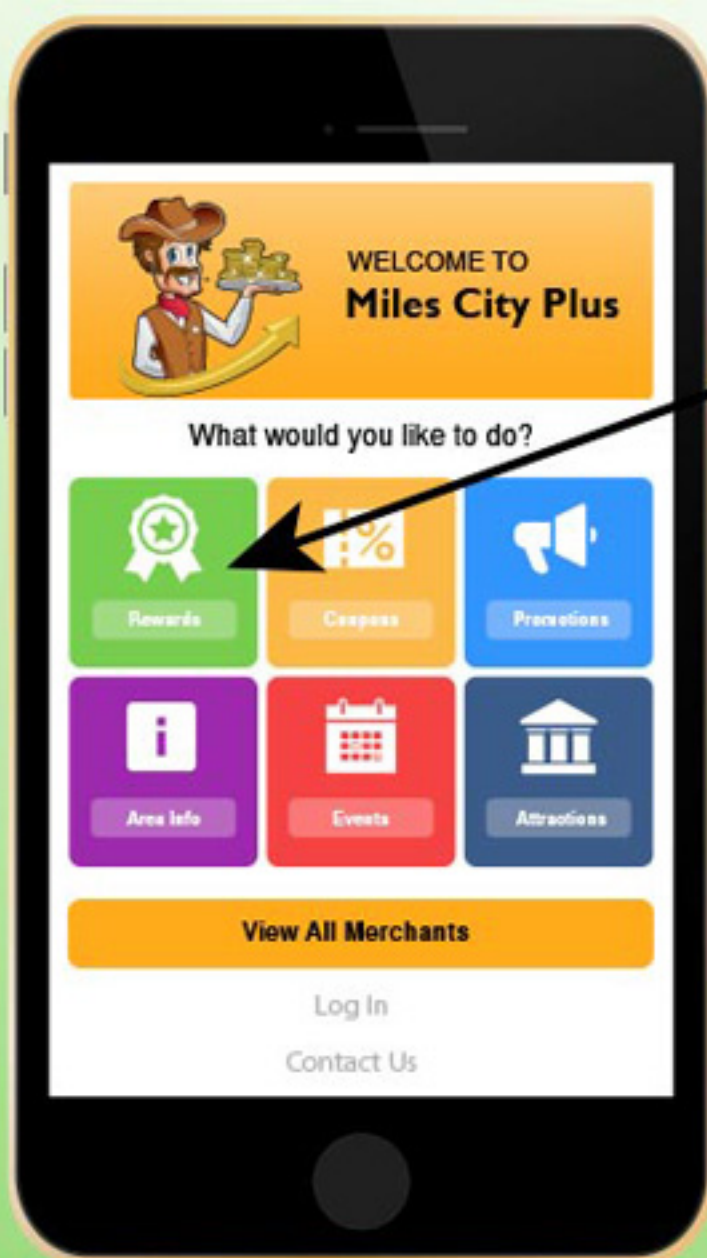 WELCOME TO
Miles City Plus
What would you like to do?
Rewards
Coupons
Promotions
Area Info
Events
Attractions
View All Merchants
Log In
Contact Us